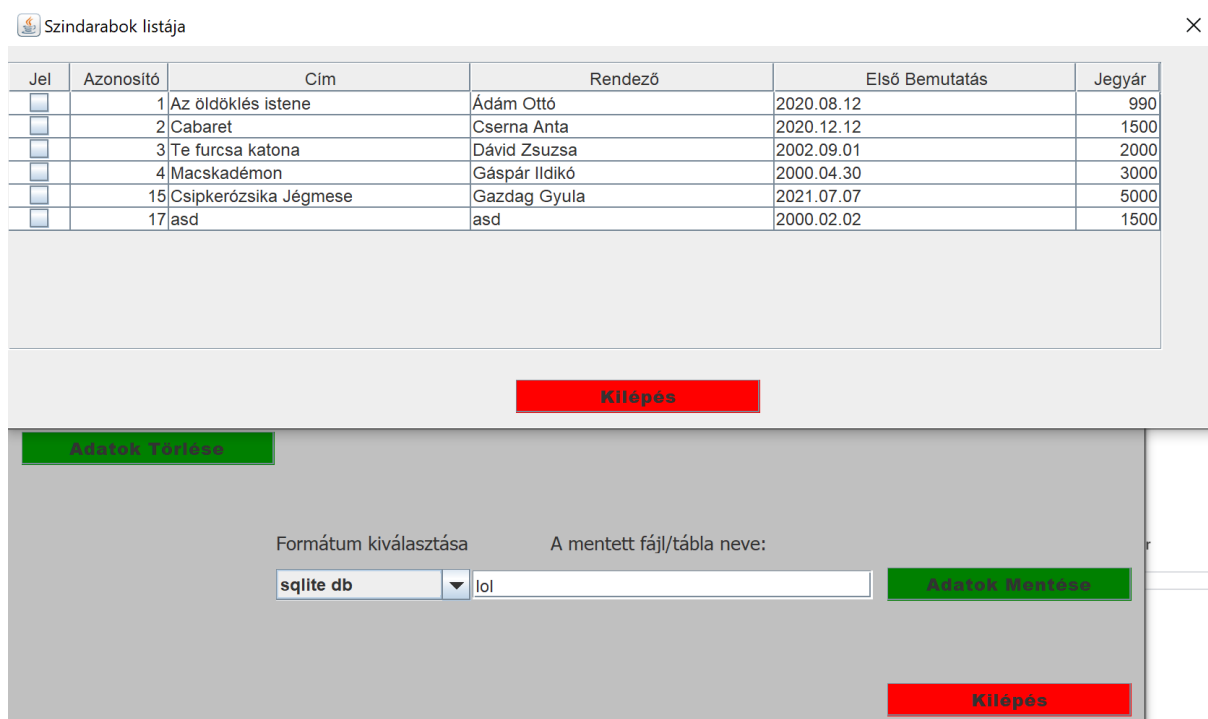 Szindarabok listája
Jel Azonosító Cím Rendező Első Bemutatás Jegyár
1 Az öldöklés istene Ádám Ottó 2020.08.12 990
2 Cabaret Cserna Anta 2020.12.12 1500
3 Te furcsa katona Dávid Zsuzsa 2002.09.01 2000
4 Macskadémon Gáspár Ildikó 2000.04.30 3000
15 Csipkerózsika Jégmese Gazdag Gyula 2021.07.07 5000
17 asd asd 2000.02.02 1500
Kilépés
Adatok Törlése
Formátum kiválasztása A mentett fájl/tábla neve:
sqlite db lol Adatok Mentése
Kilépés